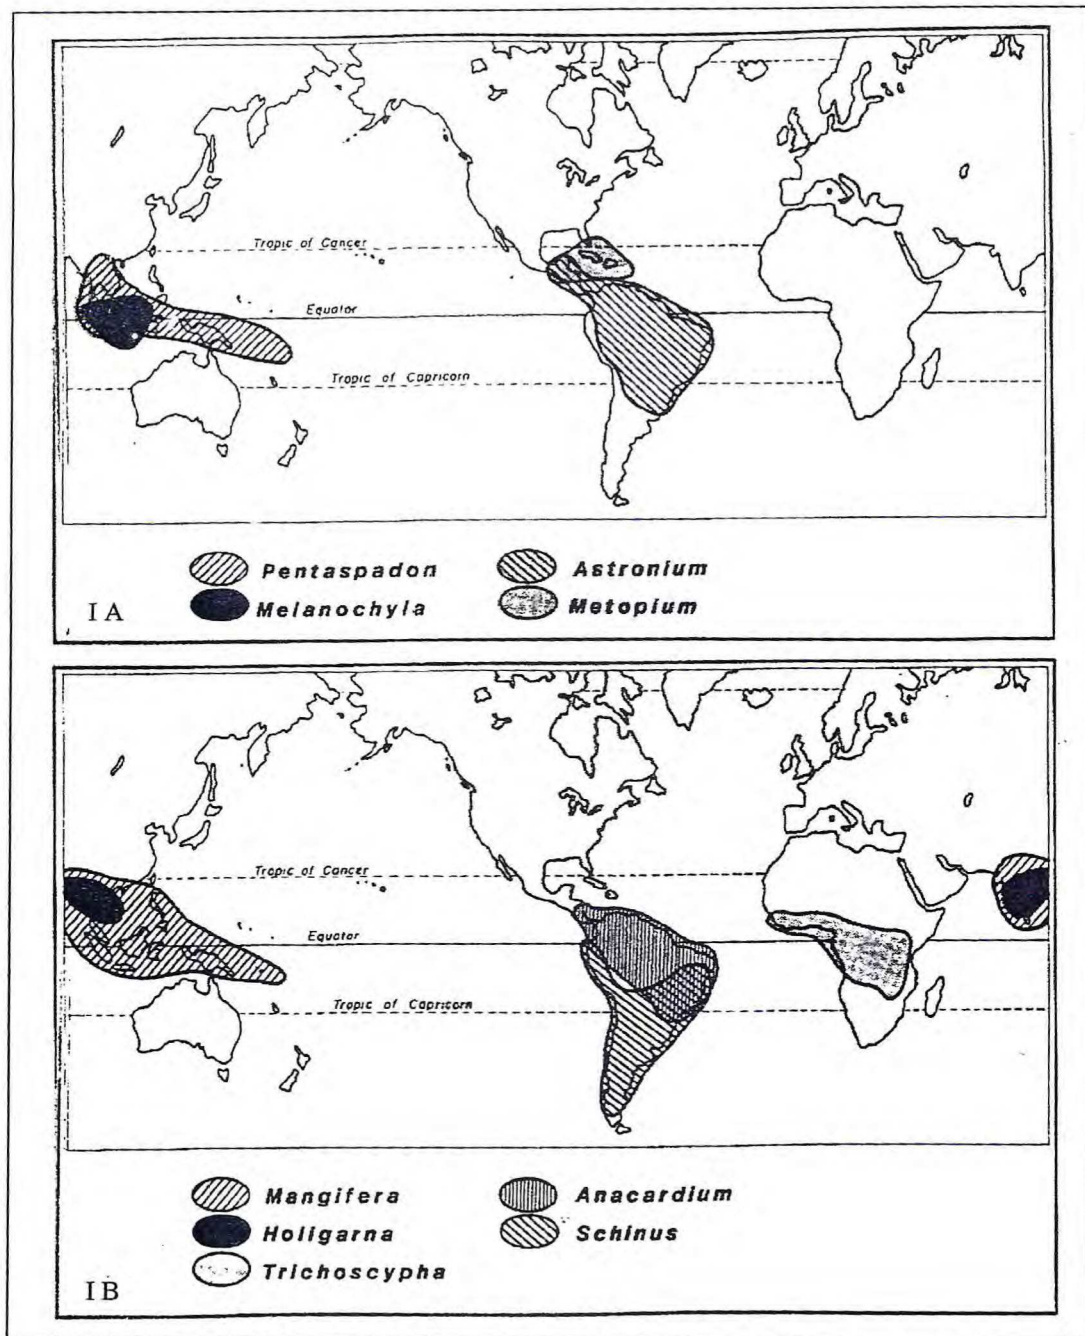 Tropic of Cancer
Equator
Tropic of Capricorn
Pentaspadon
Astronium
Melanochyla
Metopium
IA
Tropic of Cancer
Equator
Tropic of Capricorn
Mangifera
Anacardium
Holigarna
Schinus
Trichoscypha
IB